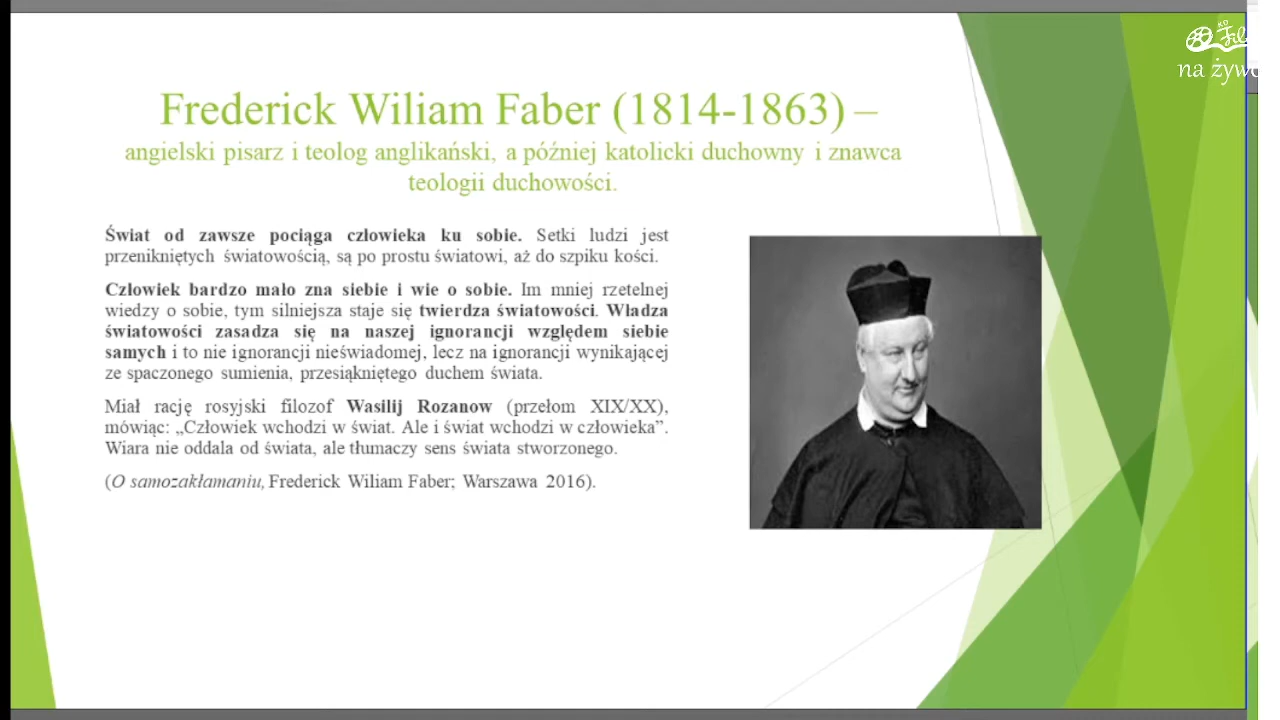 Frederick Wiliam Faber (1814-1863) –
angielski pisarz i teolog anglikański, a później katolicki duchowny i znawca
teologii duchowości.
Świat od zawsze pociąga człowieka ku sobie. Setki ludzi jest
przenikniętych światowością, są po prostu światowi, aż do szpiku kości.
Człowiek bardzo mało zna siebie i wie o sobie. Im mniej rzetelnej
wiedzy o sobie, tym silniejsza staje się twierdza światowości. Władza
światowości zasadza się na naszej ignorancji względem siebie
samych i to nie ignorancji nieświadomej, lecz na ignorancji wynikającej
ze spaczonego sumienia, przesiąkniętego duchem świata.
Miał rację rosyjski filozof Wasilij Rozanow (przełom XIX/XX),
mówiąc: „Człowiek wchodzi w świat. Ale i świat wchodzi w człowieka”.
Wiara nie oddala od świata, ale tłumaczy sens świata stworzonego.
(O samozakłamaniu, Frederick Wiliam Faber; Warszawa 2016).
na